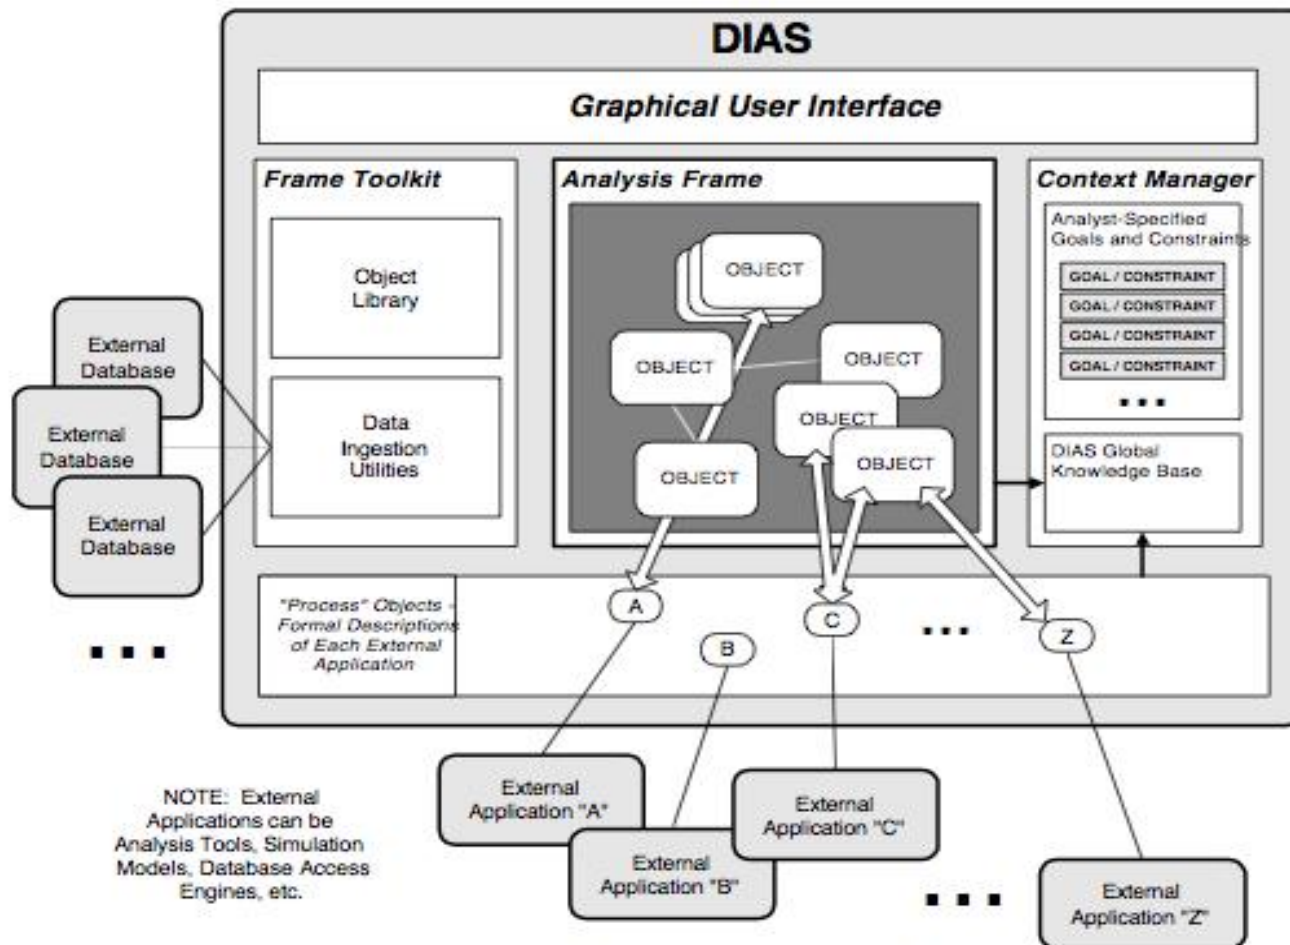 DIAS
Graphical User Interface
Frame Toolkit
Object
Library
Data
Ingestion
Utilities
Analysis Frame
OBJECT
OBJECT
OBJECT
OBJECT
OBJECT
OBJECT
Context Manager
Analyst-Specified
Goals and Constraints
GOAL / CONSTRAINT
GOAL / CONSTRAINT
GOAL / CONSTRAINT
GOAL / CONSTRAINT
...
DIAS Global
Knowledge Base
External
Database
External
Database
External
Database
...
"Process" Objects -
Formal Descriptions
of Each External
Application
A
B
C
...
Z
NOTE: External
Applications can be
Analysis Tools, Simulation
Models, Database Access
Engines, etc.
External
Application "A"
External
Application "B"
External
Application "C"
...
External
Application "Z"